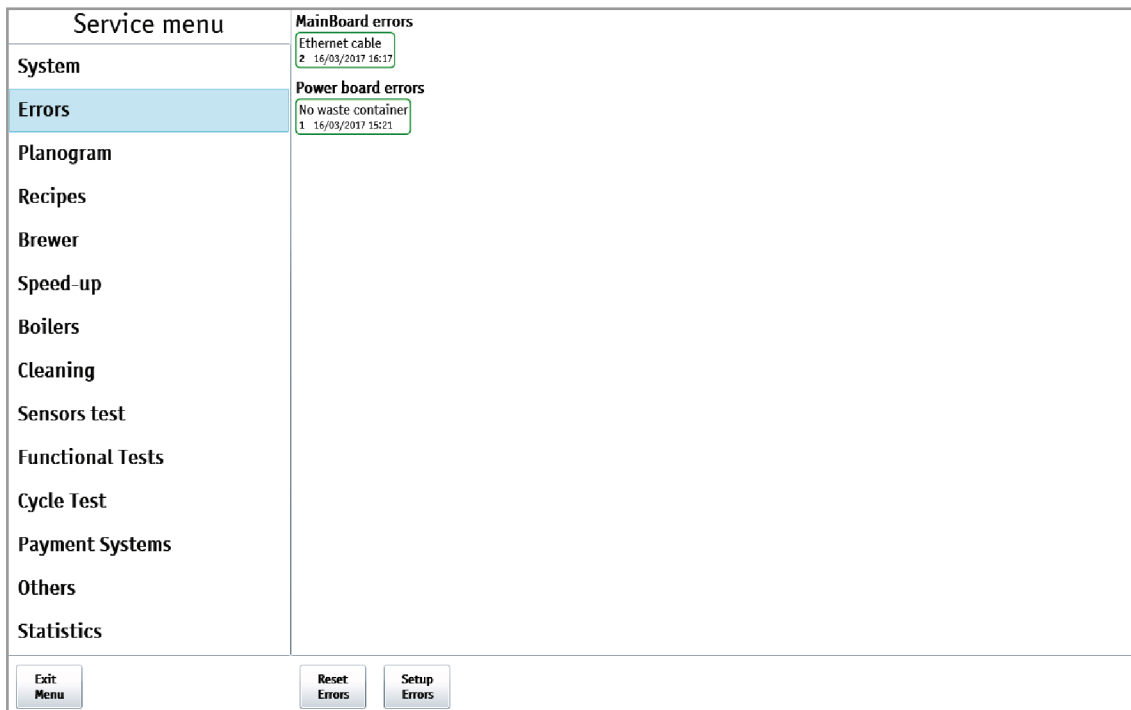 Service menu
System
Errors
Planogram
Recipes
Brewer
Speed-up
Boilers
Cleaning
Sensors test
Functional Tests
Cycle Test
Payment Systems
Others
Statistics
MainBoard errors
Ethernet cable
2 16/03/2017 16:17
Power board errors
No waste container
1 16/03/2017 15:21
Exit
Menu
Reset
Errors
Setup
Errors